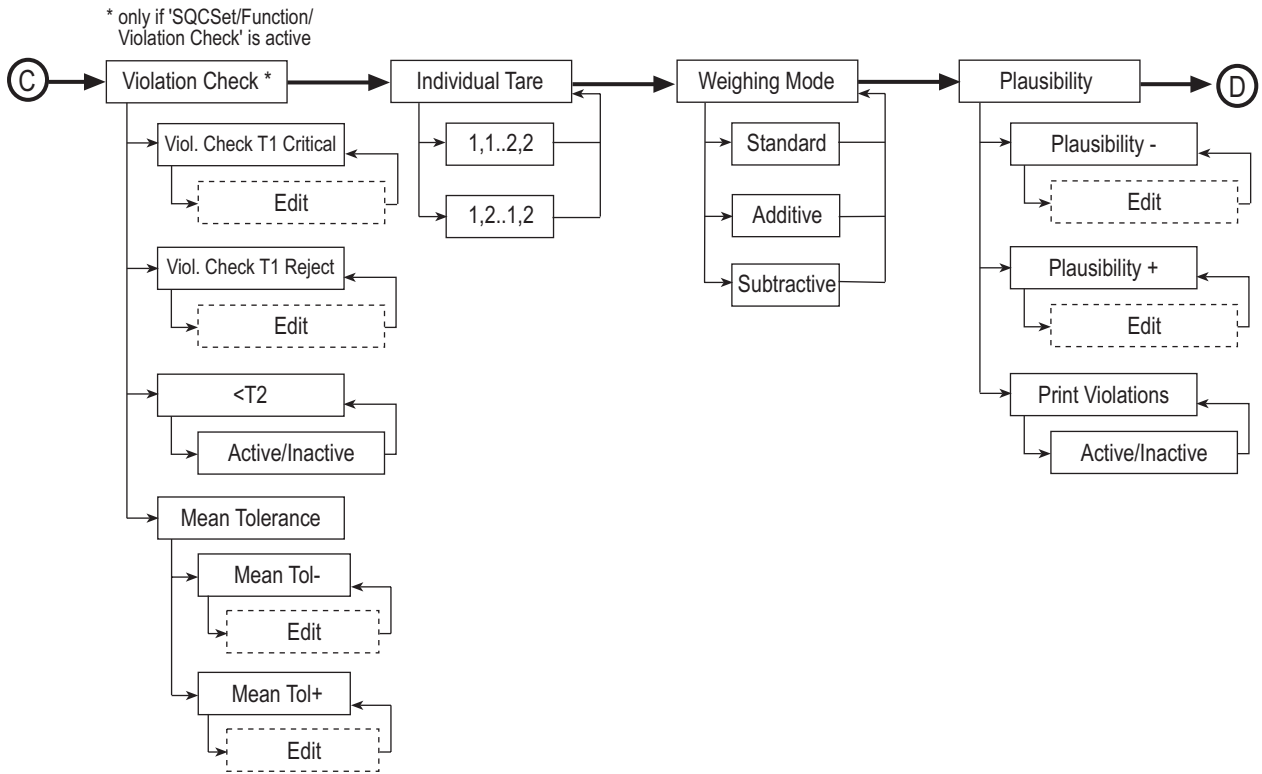 * only if 'SQCSet/Function/
Violation Check' is active
C
Violation Check *
Individual Tare
Weighing Mode
Plausibility
D
Viol. Check T1 Critical
Edit
Viol. Check T1 Reject
Edit
<T2
Active/Inactive
Mean Tolerance
Mean Tol-
Edit
Mean Tol+
Edit
1,1..2,2
1,2..1,2
Standard
Additive
Subtractive
Plausibility -
Edit
Plausibility +
Edit
Print Violations
Active/Inactive